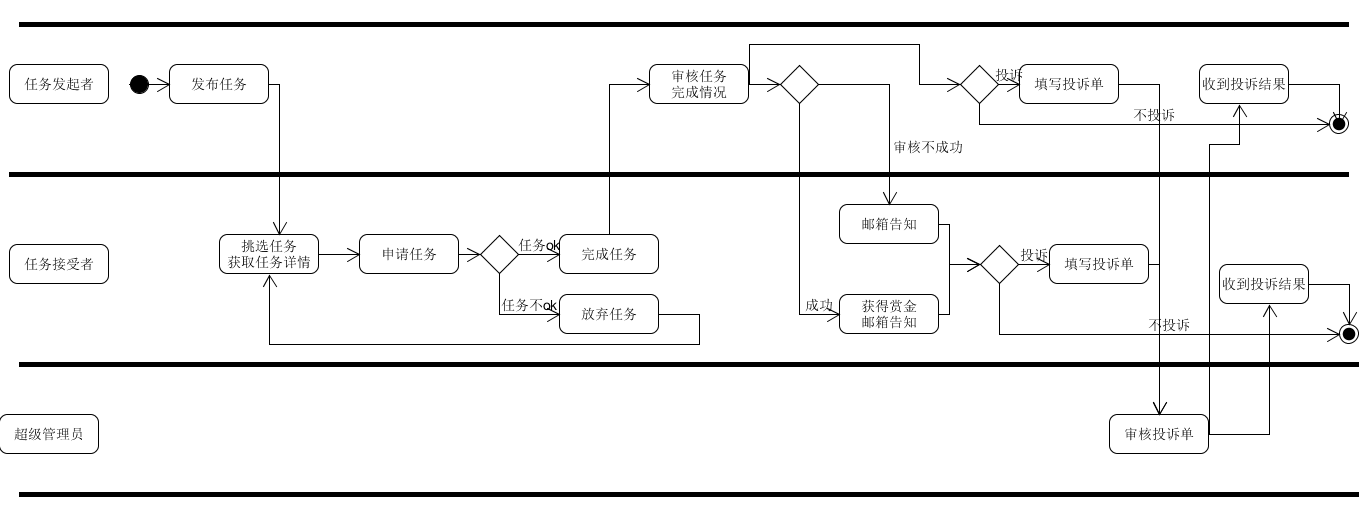 任务发起者
发布任务
审核任务
完成情况
投诉
填写投诉单
收到投诉结果
不投诉
审核不成功
任务接受者
挑选任务
获取任务详情
申请任务
任务ok
完成任务
任务不ok
放弃任务
邮箱告知
成功
获得赏金
邮箱告知
投诉
填写投诉单
收到投诉结果
不投诉
超级管理员
审核投诉单